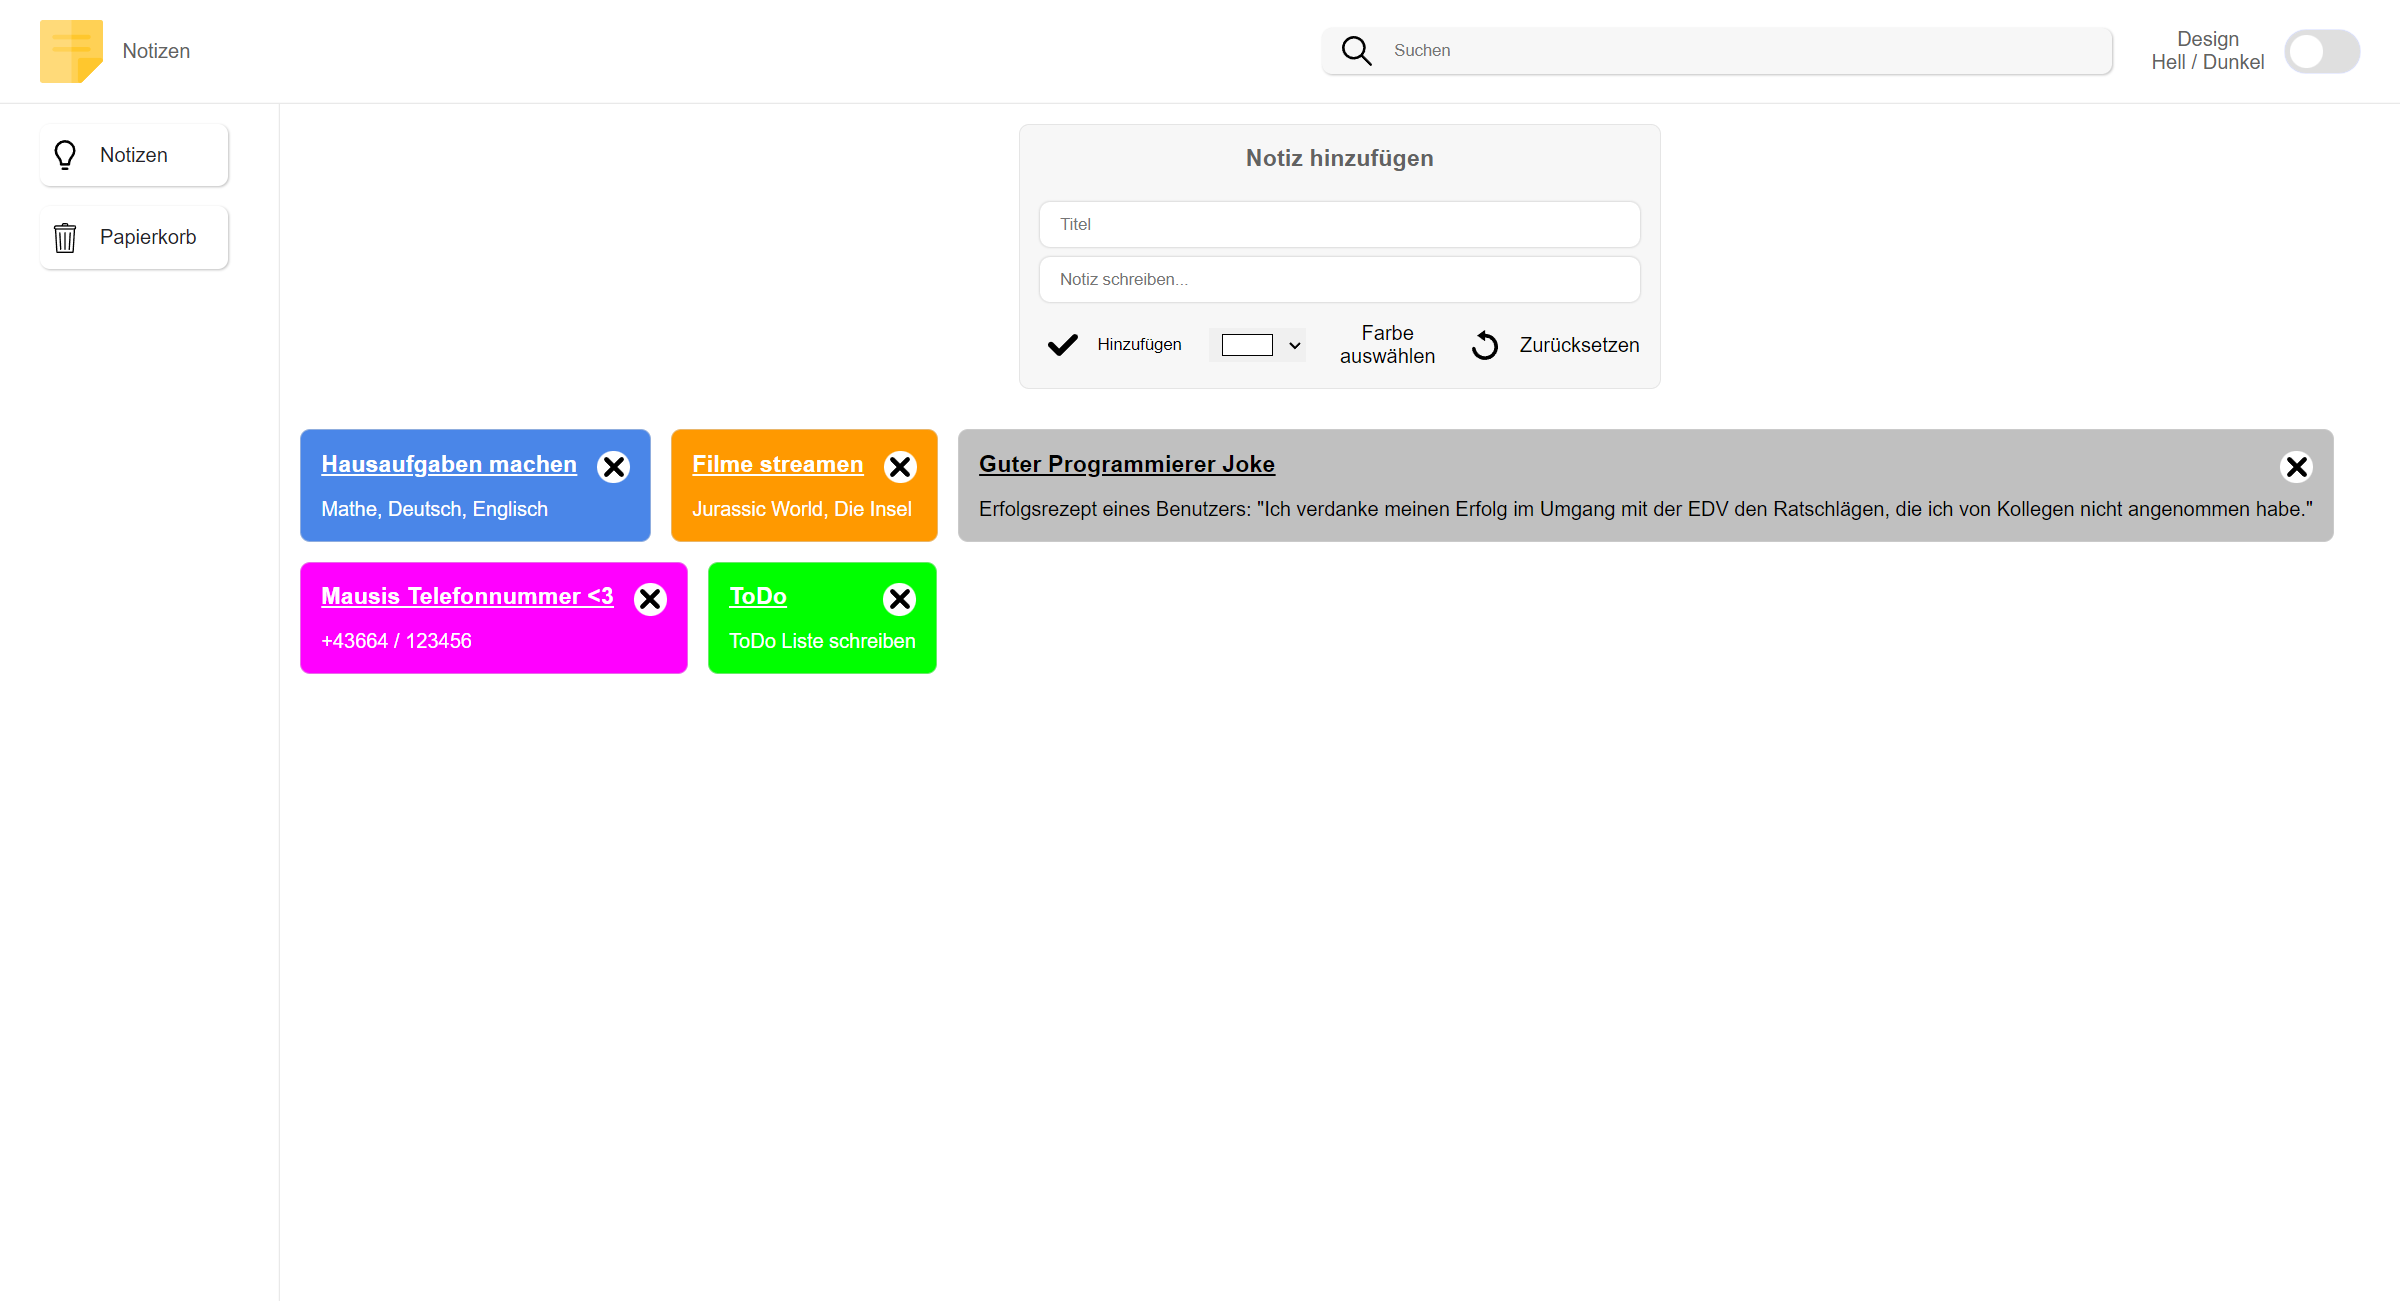 Notizen
Suchen
Design
Hell / Dunkel
Notizen
Papierkorb
Notiz hinzufügen
Titel
Notiz schreiben...
Hinzufügen
Farbe
auswählen
Zurücksetzen
Hausaufgaben machen
Mathe, Deutsch, Englisch
Filme streamen
Jurassic World, Die Insel
Guter Programmierer Joke
Erfolgsrezept eines Benutzers: "Ich verdanke meinen Erfolg im Umgang mit der EDV den Ratschlägen, die ich von Kollegen nicht angenommen habe."
Mausis Telefonnummer <3
+43664 / 123456
ToDo
ToDo Liste schreiben